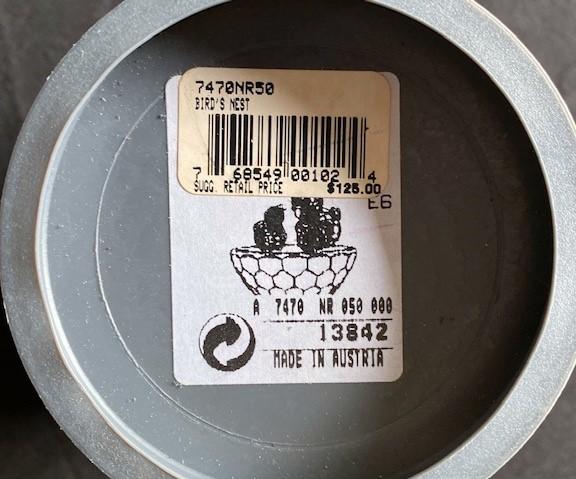 7470NR50
BIRD'S NEST
7 68549 00102 4
SUGG. RETAIL PRICE $125.00
E6
A 7470 NR 050 000
13842
MADE IN AUSTRIA